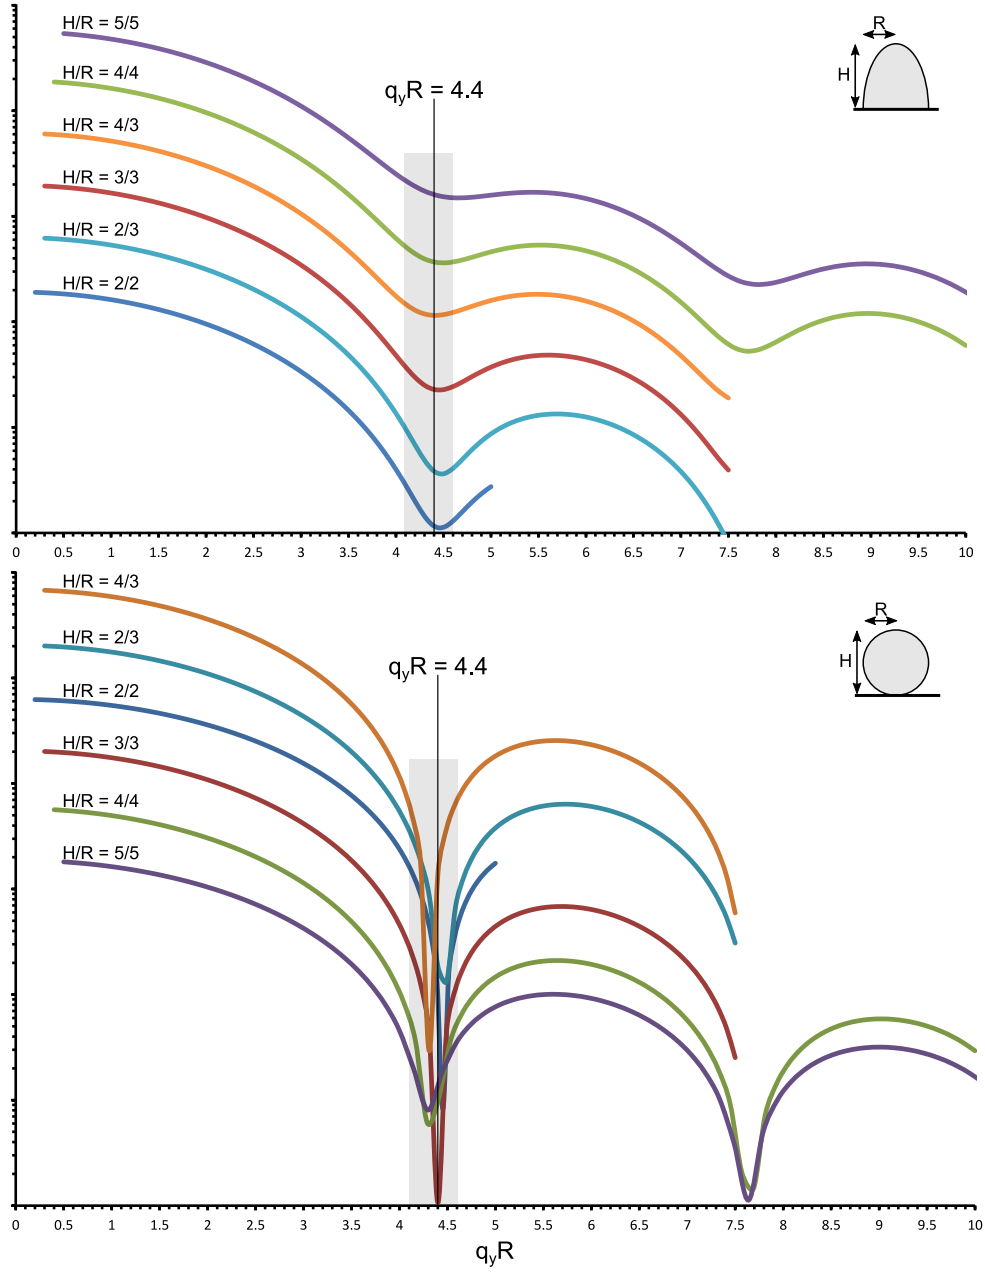 H/R = 5/5
R
H/R = 4/4
H
q_yR = 4.4
H/R = 4/3
H/R = 3/3
H/R = 2/3
H/R = 2/2
0 0.5 1 1.5 2 2.5 3 3.5 4 4.5 5 5.5 6 6.5 7 7.5 8 8.5 9 9.5 10
H/R = 4/3
R
H/R = 2/3
H
q_yR = 4.4
H/R = 2/2
H/R = 3/3
H/R = 4/4
H/R = 5/5
0 0.5 1 1.5 2 2.5 3 3.5 4 4.5 5 5.5 6 6.5 7 7.5 8 8.5 9 9.5 10
q_yR